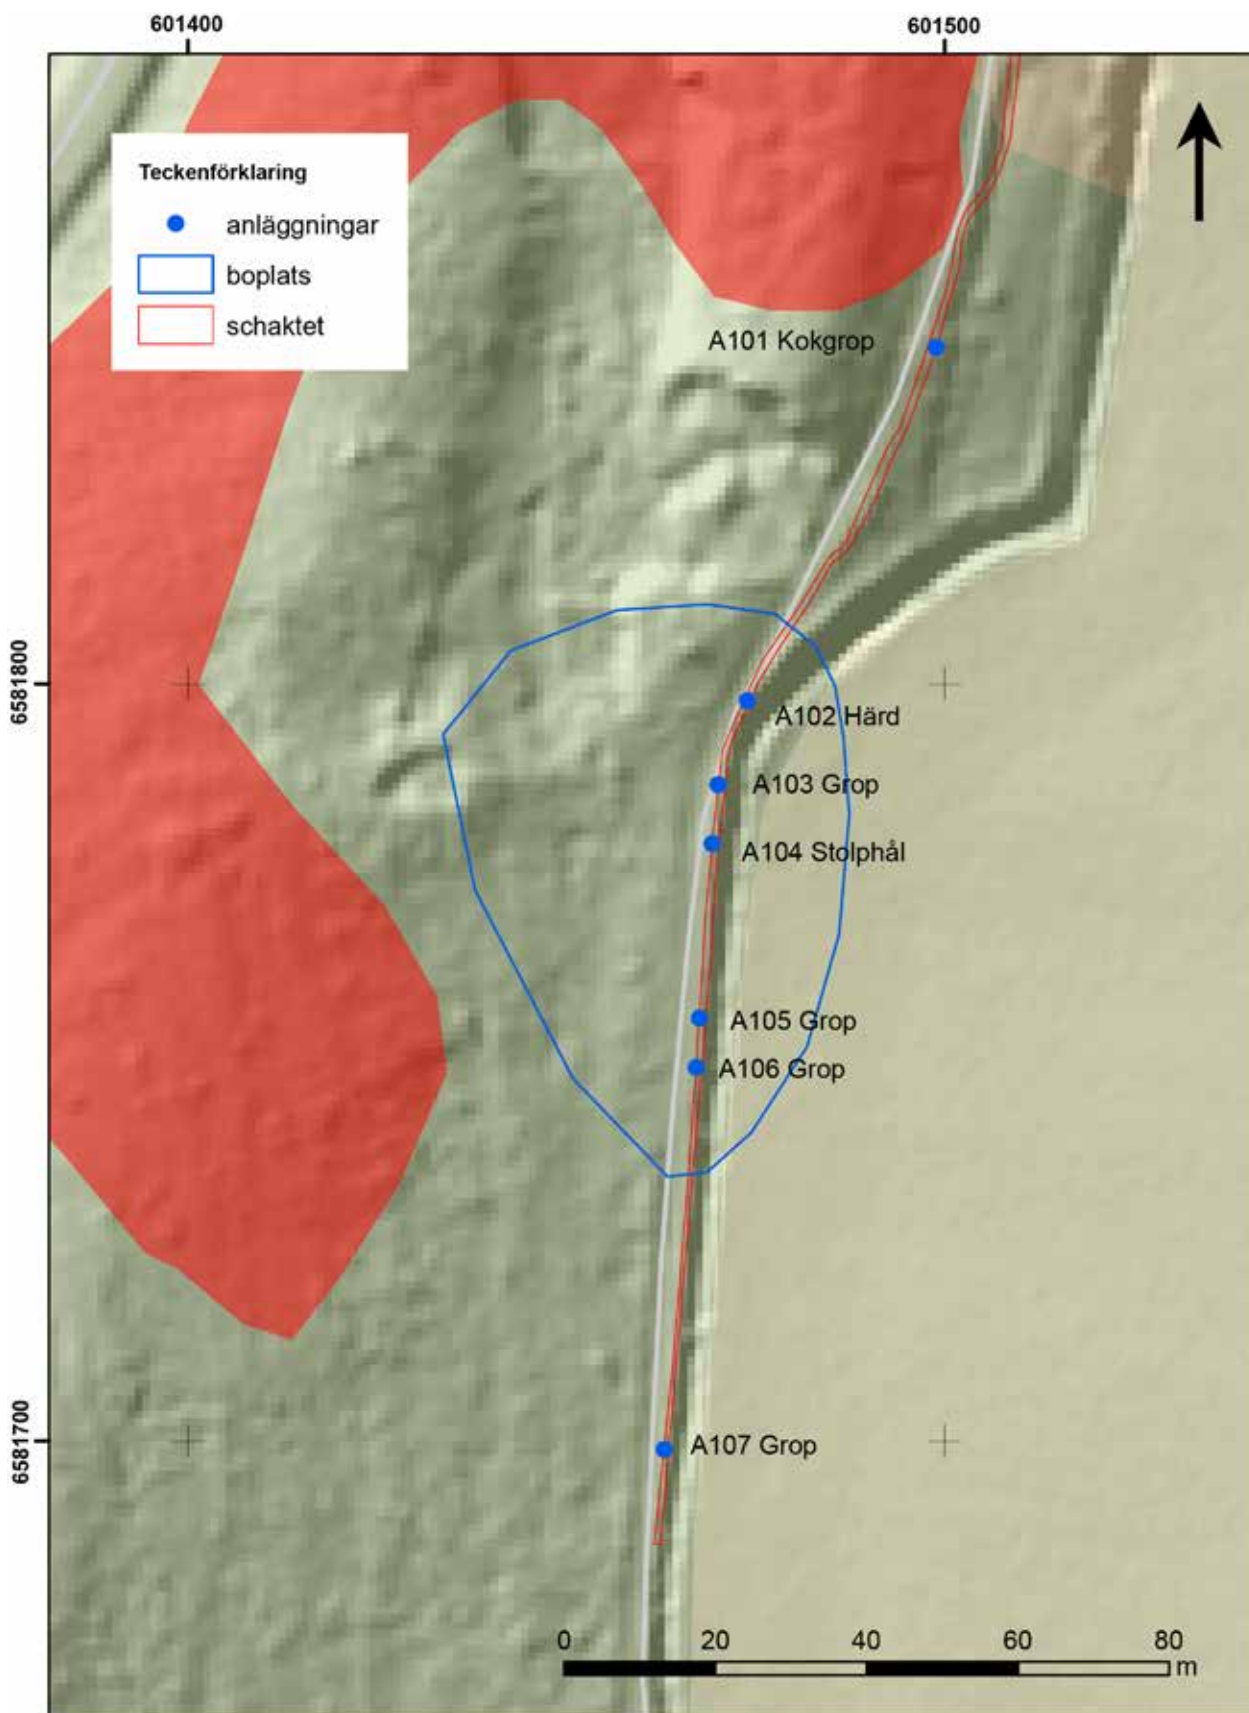 601400
601500
Teckenförklaring
anläggningar
boplats
schaktet
A101 Kokgrop
6581800
A102 Härd
A103 Grop
A104 Stolphål
A105 Grop
A106 Grop
6581700
A107 Grop
0 20 40 60 80
m